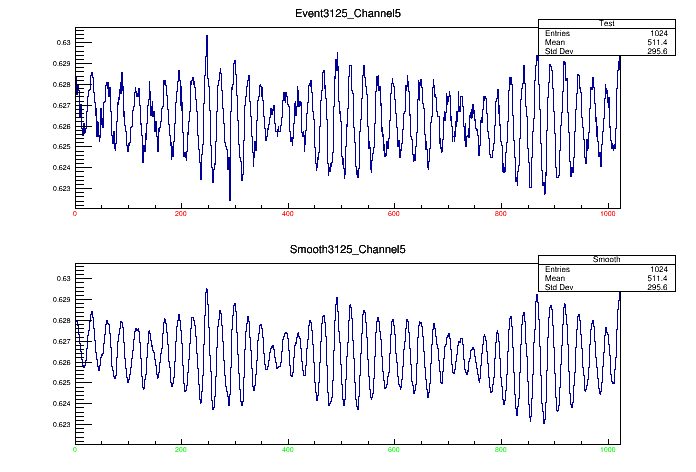 Event3125_Channel5
Test
Entries 1024
Mean 511.4
Std Dev 295.6
0.63
0.629
0.628
0.627
0.626
0.625
0.624
0.623
0 200 400 600 800 1000
Smooth3125_Channel5
Smooth
Entries 1024
Mean 511.4
Std Dev 295.6
0.63
0.629
0.628
0.627
0.626
0.625
0.624
0.623
0 200 400 600 800 1000